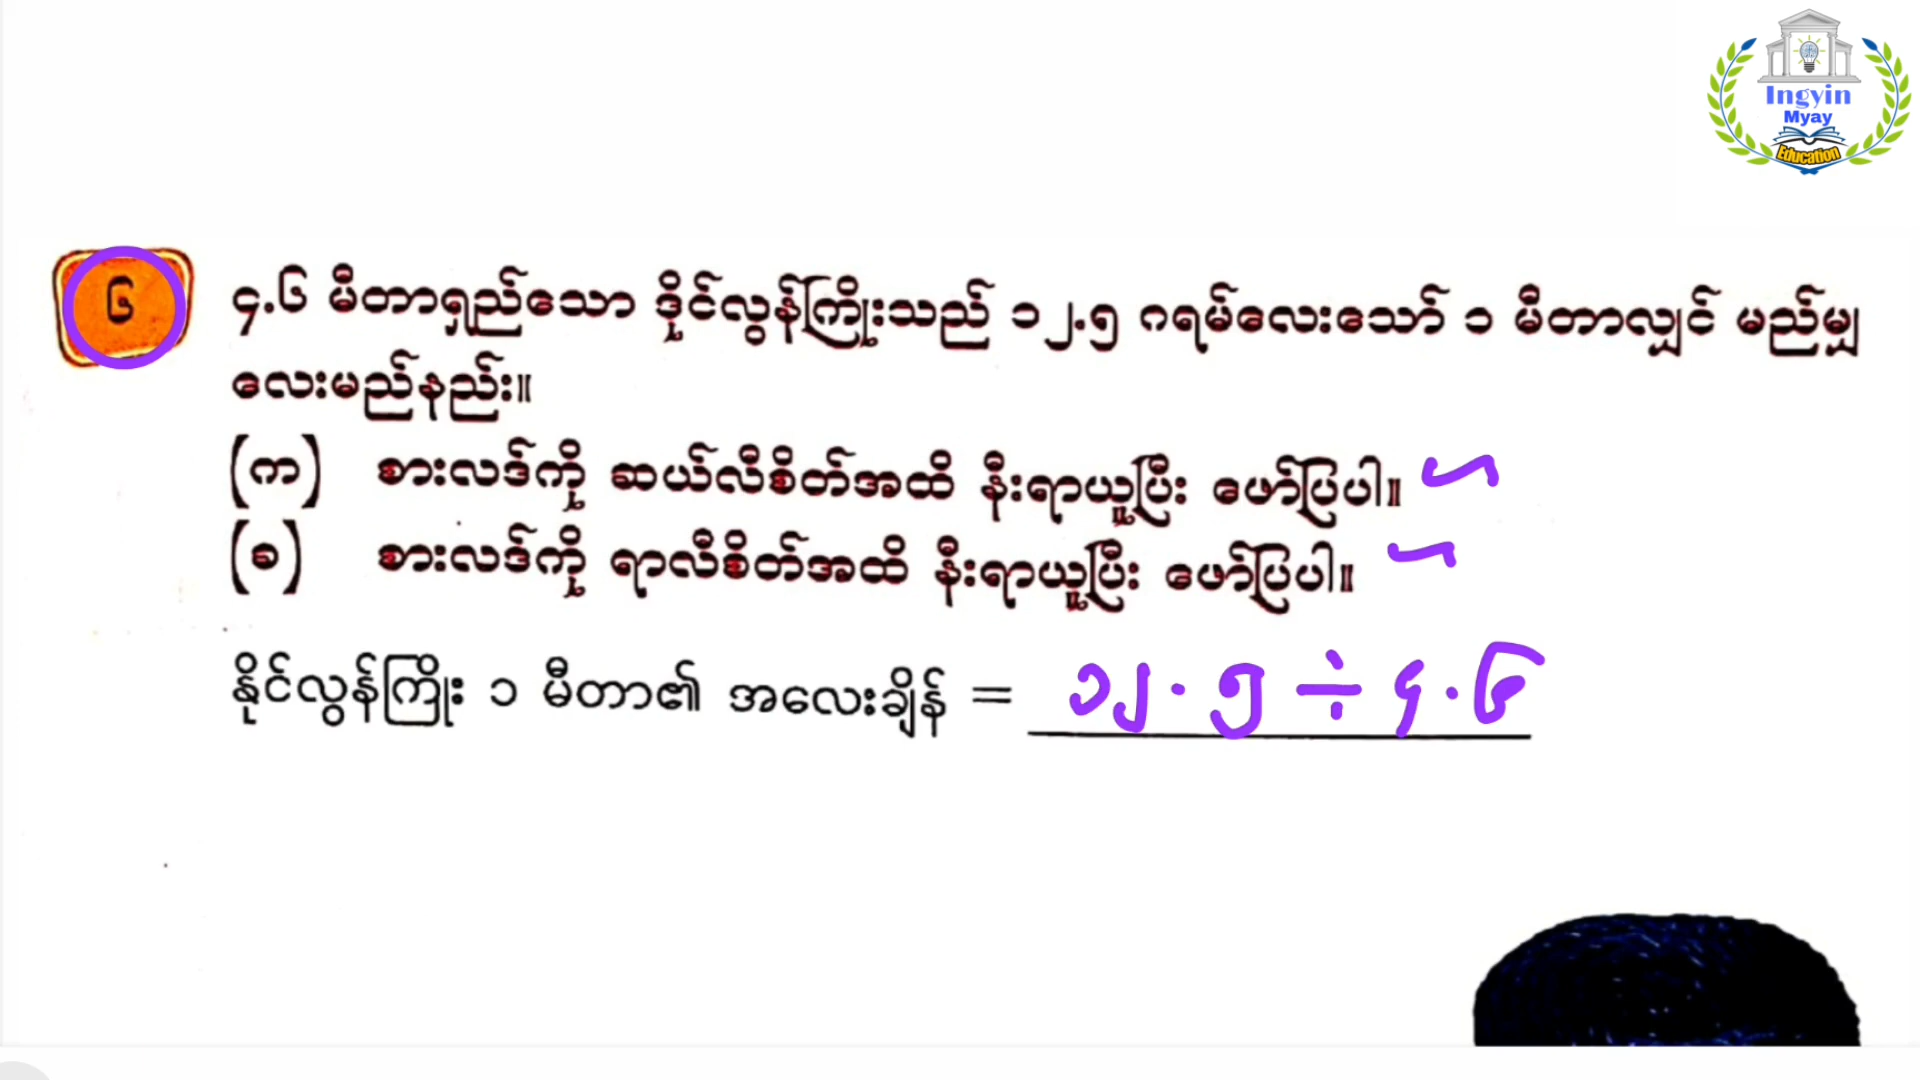 Ingyin
Myay
Education
၆
၄.၆ မီတာရှည်သော ဒိုင်လွန်ကြိုးသည် ၁၂.၅ ဂရမ်လေးသော် ၁ မီတာလျှင် မည်မျှ
လေးမည်နည်း။
(က) စားလဒ်ကို ဆယ်လီစိတ်အထိ နီးရာယူပြီး ဖော်ပြပါ။
(ခ) စားလဒ်ကို ရာလီစိတ်အထိ နီးရာယူပြီး ဖော်ပြပါ။
နိုင်လွန်ကြိုး ၁ မီတာ၏ အလေးချိန် = ၁၂.၅ ÷ ၄.၆